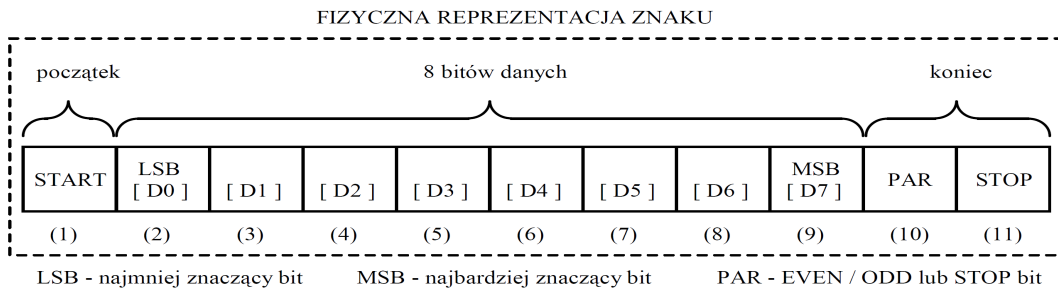 FIZYCZNA REPREZENTACJA ZNAKU
początek 8 bitów danych koniec
START LSB [ D0 ] [ D1 ] [ D2 ] [ D3 ] [ D4 ] [ D5 ] [ D6 ] MSB [ D7 ] PAR STOP
(1) (2) (3) (4) (5) (6) (7) (8) (9) (10) (11)
LSB - najmniej znaczący bit MSB - najbardziej znaczący bit PAR - EVEN / ODD lub STOP bit